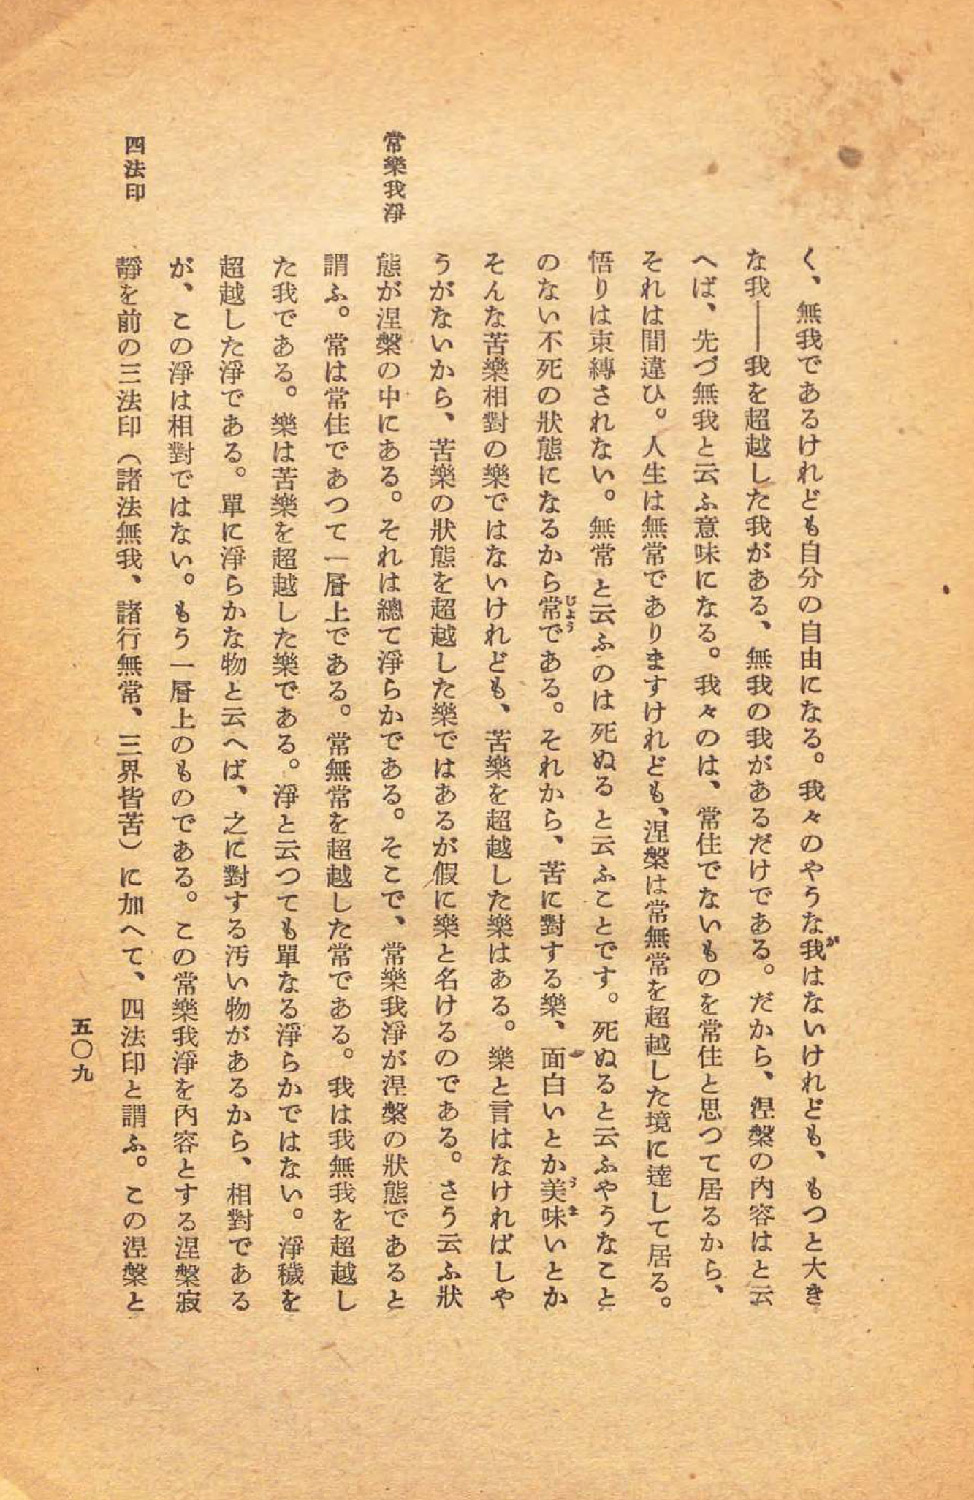 く、無我であるけれども自分の自由になる。我々のやうな我はないけれども、もつと大き
な我――我を超越した我がある、無我の我があるだけである。だから、涅槃の内容はと云
へば、先づ無我と云ふ意味になる。我々のは、常住でないものを常住と思つて居るから、
それは間違ひ。人生は無常でありますけれども、涅槃は常無常を超越した境に達して居る。
悟りは束縛されない。無常と云ふのは死ぬると云ふことです。死ぬると云ふやうなこと
のない不死の狀態になるから常である。それから、苦に對する樂、面白いとか美味いとか
そんな苦樂相對の樂ではないけれども、苦樂を超越した樂はある。樂と言はなければしや
うがないから、苦樂の狀態を超越した樂ではあるが假に樂と名けるのである。さう云ふ狀
常樂我淨
態が涅槃の中にある。それは總て淨らかである。そこで、常樂我淨が涅槃の狀態であると
謂ふ。常は常住であつて一層上である。常無常を超越した常である。我は我無我を超越し
た我である。樂は苦樂を超越した樂である。淨と云つても單なる淨らかではない。淨穢を
超越した淨である。單に淨らかな物と云へば、之に對する汚い物があるから、相對である
が、この淨は相對ではない。もう一層上のものである。この常樂我淨を內容とする涅槃寂
四法印
靜を前の三法印（諸法無我、諸行無常、三界皆苦）に加へて、四法印と謂ふ。この涅槃と
五〇九